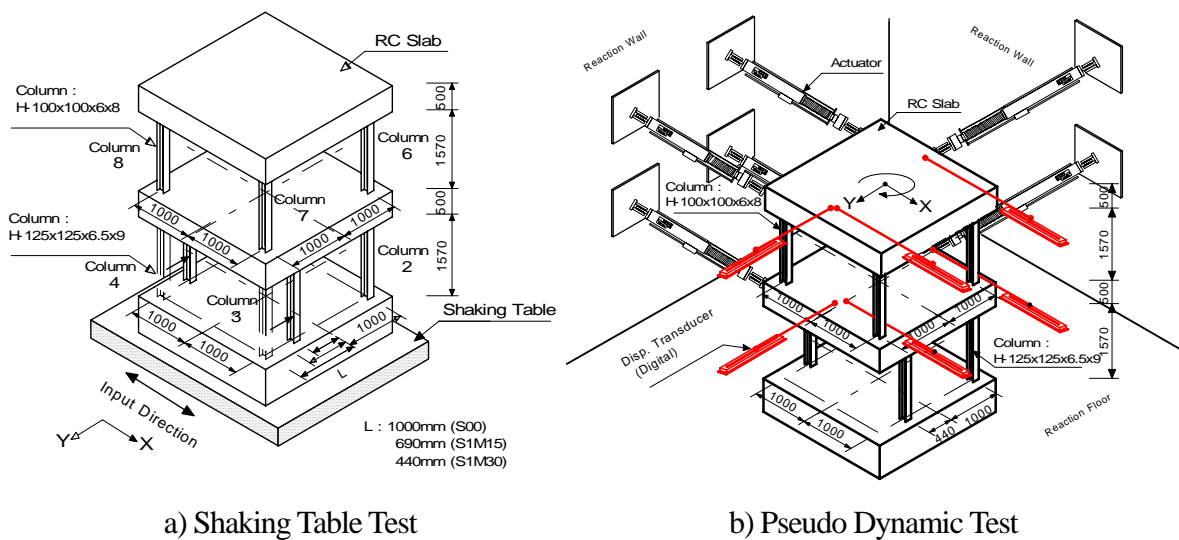 RC Slab
Column :
H-100x100x6x8
Column
8
Column
6
500
1570
500
1570
Column
7
1000
1000
1000
1000
Column :
H-125x125x6.5x9
Column
4
Column
2
Column
3
Shaking Table
1000
1000
1000
L
Input Direction
Y
X
L : 1000mm (S00)
690mm (S1M15)
440mm (S1M30)
a) Shaking Table Test
Reaction Wall
Reaction Wall
Actuator
RC Slab
Column :
H-100x100x6x8
Y
X
500
1570
500
1570
1000
1000
1000
1000
Disp. Transducer
(Digital)
Column :
H-125x125x6.5x9
1000
1000
440
1000
Reaction Floor
b) Pseudo Dynamic Test